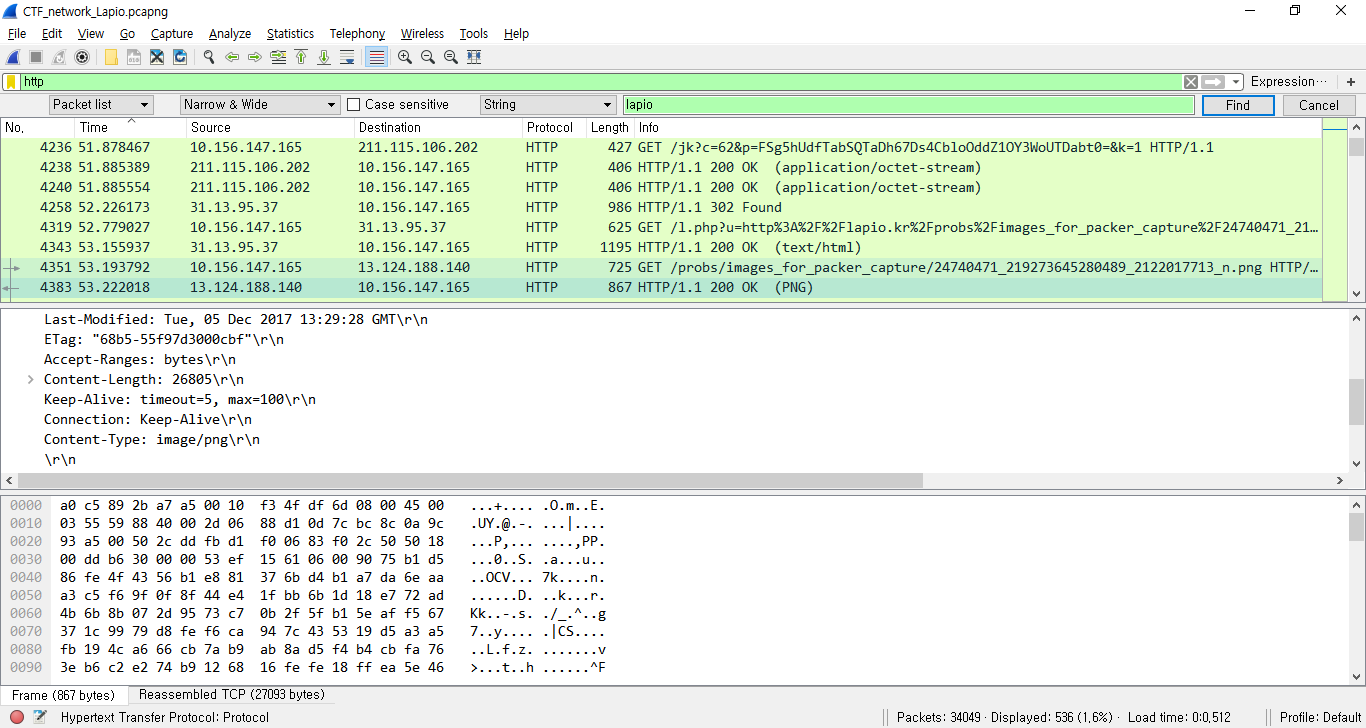 CTF_network_Lapio.pcapng
File Edit View Go Capture Analyze Statistics Telephony Wireless Tools Help
http Expression… +
Packet list Narrow & Wide Case sensitive String lapio Find Cancel
No. Time Source Destination Protocol Length Info
4236 51.878467 10.156.147.165 211.115.106.202 HTTP 427 GET /jk?c=62&p=FSg5hUdfTabSQTaDh67Ds4CbloOddZ1OY3WoUTDabt0=&k=1 HTTP/1.1
4238 51.885389 211.115.106.202 10.156.147.165 HTTP 406 HTTP/1.1 200 OK (application/octet-stream)
4240 51.885554 211.115.106.202 10.156.147.165 HTTP 406 HTTP/1.1 200 OK (application/octet-stream)
4258 52.226173 31.13.95.37 10.156.147.165 HTTP 986 HTTP/1.1 302 Found
4319 52.779027 10.156.147.165 31.13.95.37 HTTP 625 GET /l.php?u=http%3A%2F%2Flapio.kr%2Fprobs%2Fimages_for_packer_capture%2F24740471_21…
4343 53.155937 31.13.95.37 10.156.147.165 HTTP 1195 HTTP/1.1 200 OK (text/html)
4351 53.193792 10.156.147.165 13.124.188.140 HTTP 725 GET /probs/images_for_packer_capture/24740471_219273645280489_2122017713_n.png HTTP/…
4383 53.222018 13.124.188.140 10.156.147.165 HTTP 867 HTTP/1.1 200 OK (PNG)
Last-Modified: Tue, 05 Dec 2017 13:29:28 GMT\r\n
ETag: "68b5-55f97d3000cbf"\r\n
Accept-Ranges: bytes\r\n
Content-Length: 26805\r\n
Keep-Alive: timeout=5, max=100\r\n
Connection: Keep-Alive\r\n
Content-Type: image/png\r\n
\r\n
0000 a0 c5 89 2b a7 a5 00 10 f3 4f df 6d 08 00 45 00 ...+.... .O.m..E.
0010 03 55 59 88 40 00 2d 06 88 d1 0d 7c bc 8c 0a 9c .UY.@.-. ...|....
0020 93 a5 00 50 2c dd fb d1 f0 06 83 f0 2c 50 50 18 ...P,... ....,PP.
0030 00 dd b6 30 00 00 53 ef 15 61 06 00 90 75 b1 d5 ...0..S. .a...u..
0040 86 fe 4f 43 56 b1 e8 81 37 6b d4 b1 a7 da 6e aa ..OCV... 7k....n.
0050 a3 c5 f6 9f 0f 8f 44 e4 1f bb 6b 1d 18 e7 72 ad ......D. ..k...r.
0060 4b 6b 8b 07 2d 95 73 c7 0b 2f 5f b1 5e af f5 67 Kk..-.s. ./_.^..g
0070 37 1c 99 79 d8 fe f6 ca 94 7c 43 53 19 d5 a3 a5 7..y.... .|CS....
0080 fb 19 4c a6 66 cb 7a b9 ab 8a d5 f4 b4 cb fa 76 ..L.f.z. .......v
0090 3e b6 c2 e2 74 b9 12 68 16 fe fe 18 ff ea 5e 46 >...t..h ......^F
Frame (867 bytes) Reassembled TCP (27093 bytes)
Hypertext Transfer Protocol: Protocol Packets: 34049 · Displayed: 536 (1,6%) · Load time: 0:0,512 Profile: Default